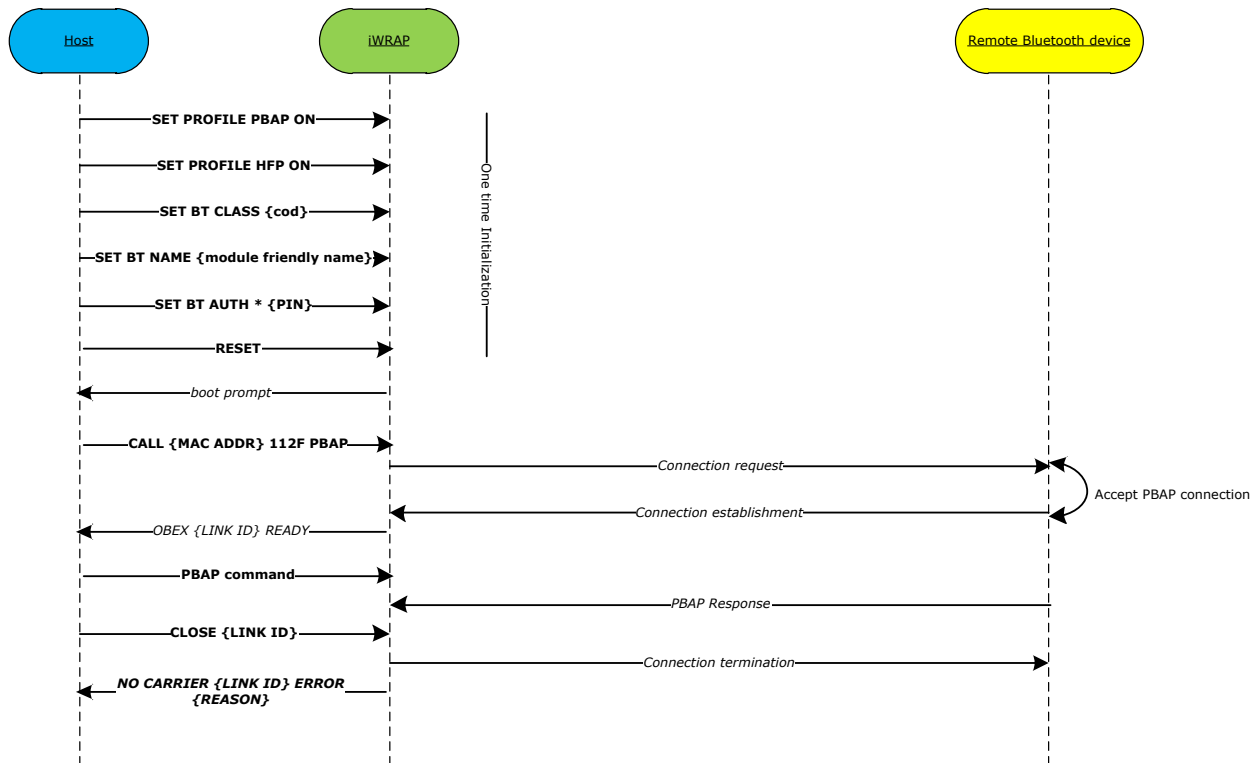 Host
iWRAP
Remote Bluetooth device
SET PROFILE PBAP ON
SET PROFILE HFP ON
SET BT CLASS {cod}
SET BT NAME {module friendly name}
SET BT AUTH * {PIN}
RESET
One time Initialization
boot prompt
CALL {MAC ADDR} 112F PBAP
Connection request
Accept PBAP connection
Connection establishment
OBEX {LINK ID} READY
PBAP command
PBAP Response
CLOSE {LINK ID}
Connection termination
NO CARRIER {LINK ID} ERROR
{REASON}